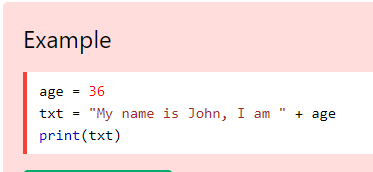 Example
age = 36
txt = "My name is John, I am " + age
print(txt)